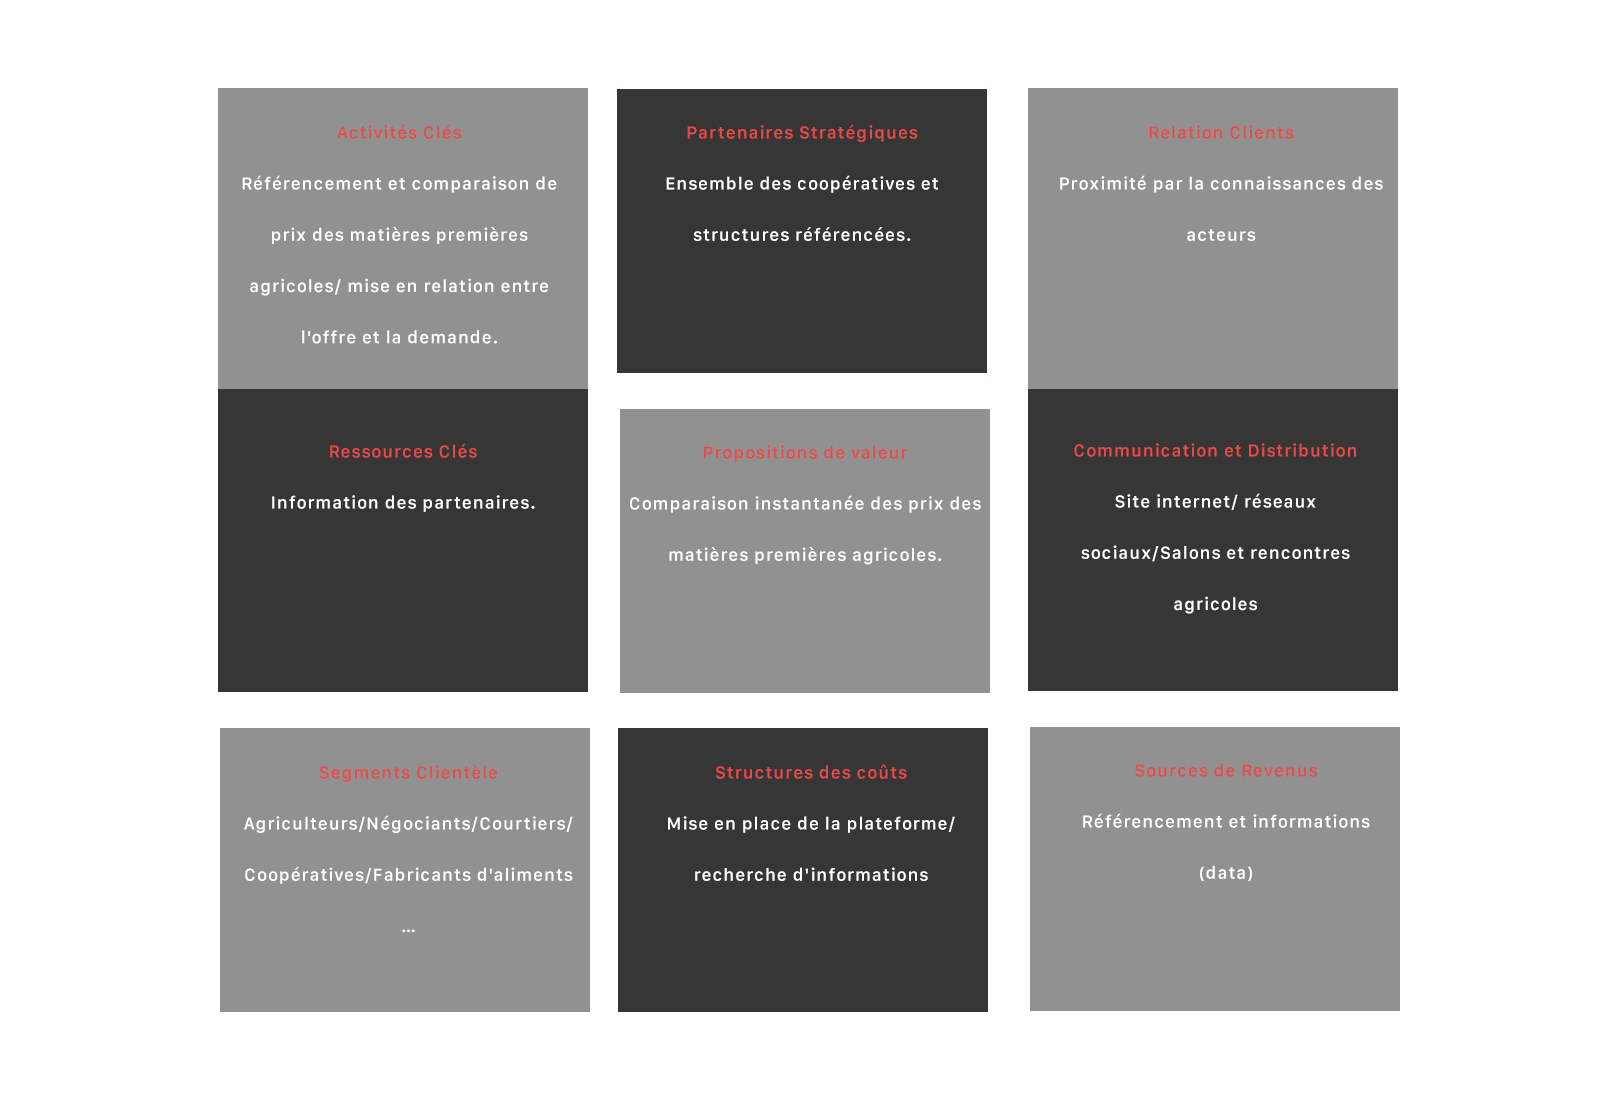 Activités Clés
Référencement et comparaison de
prix des matières premières
agricoles/ mise en relation entre
l'offre et la demande.
Partenaires Stratégiques
Ensemble des coopératives et
structures référencées.
Relation Clients
Proximité par la connaissances des
acteurs
Ressources Clés
Information des partenaires.
Propositions de valeur
Comparaison instantanée des prix des
matières premières agricoles.
Communication et Distribution
Site internet/ réseaux
sociaux/Salons et rencontres
agricoles
Segments Clientèle
Agriculteurs/Négociants/Courtiers/
Coopératives/Fabricants d'aliments
...
Structures des coûts
Mise en place de la plateforme/
recherche d'informations
Sources de Revenus
Référencement et informations
(data)